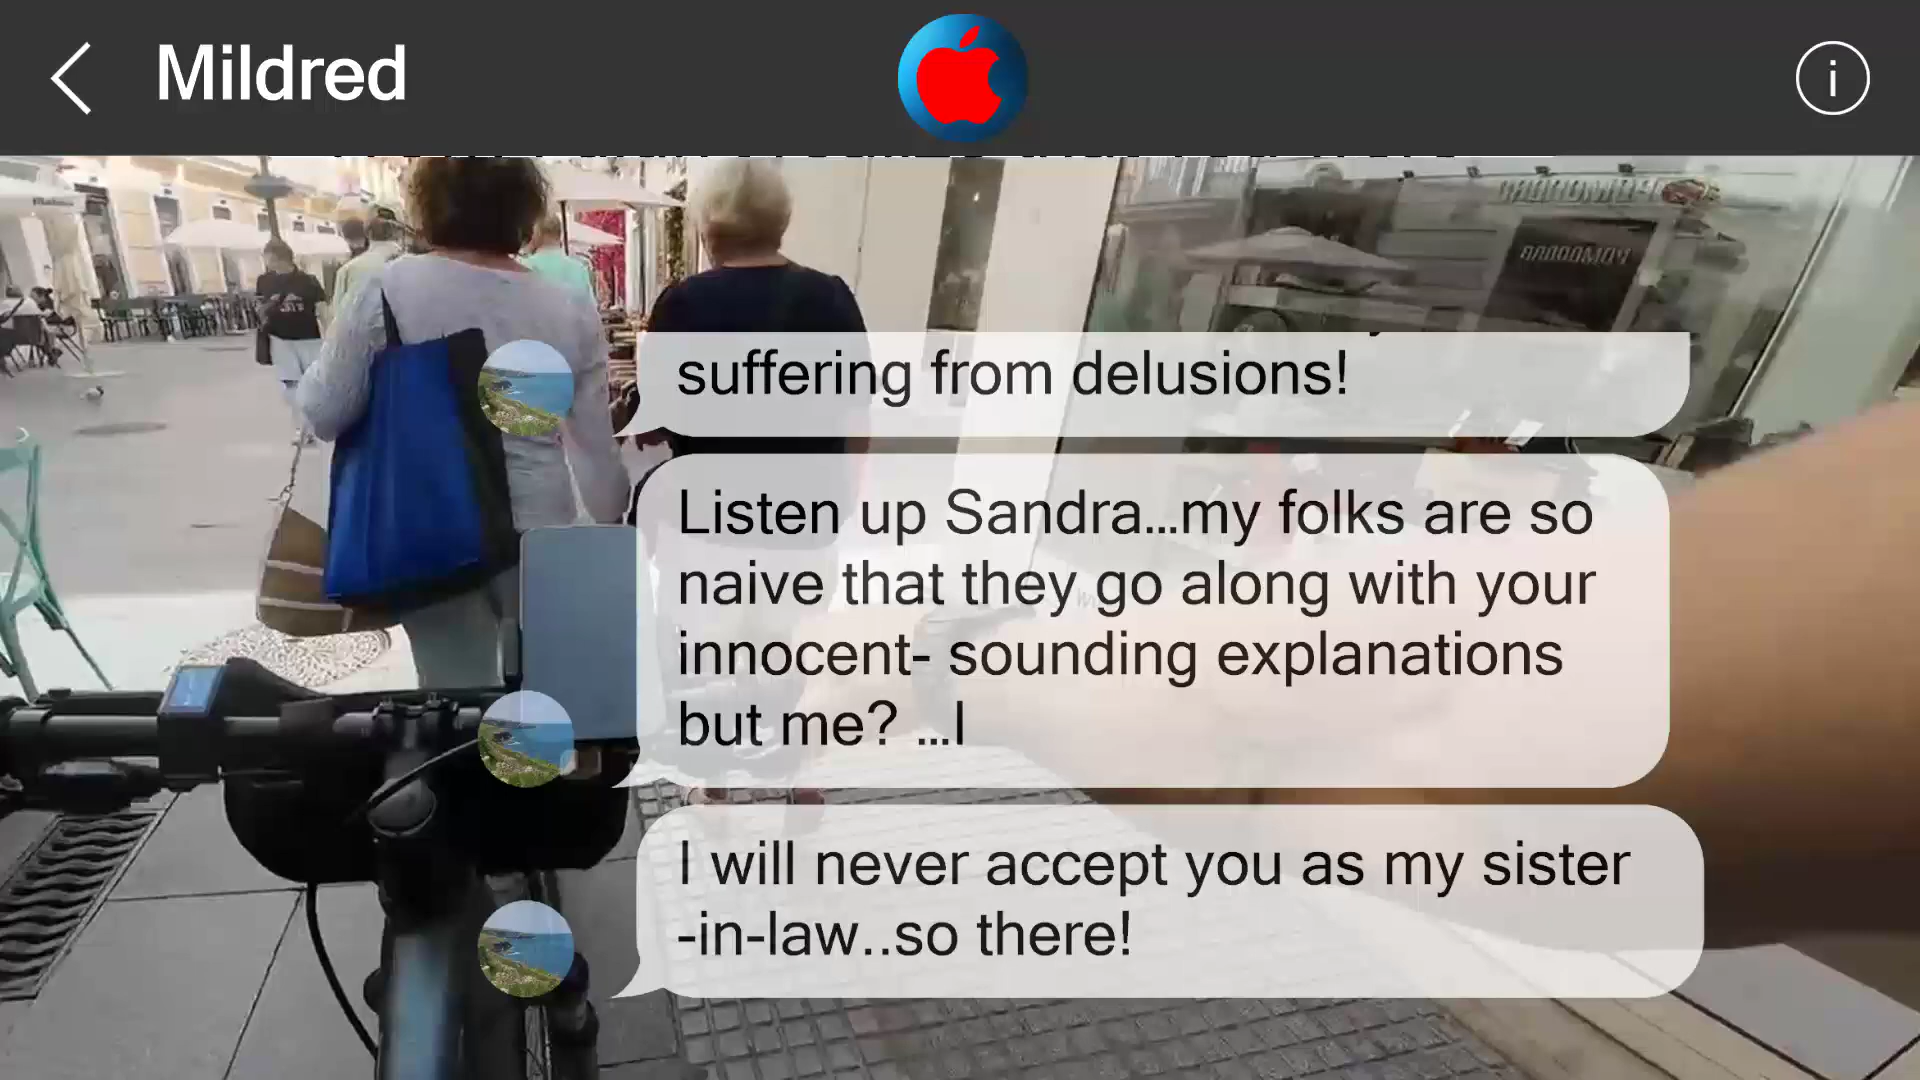 Mildred
suffering from delusions!
Listen up Sandra...my folks are so
naive that they go along with your
innocent- sounding explanations
but me? ...I
I will never accept you as my sister
-in-law..so there!